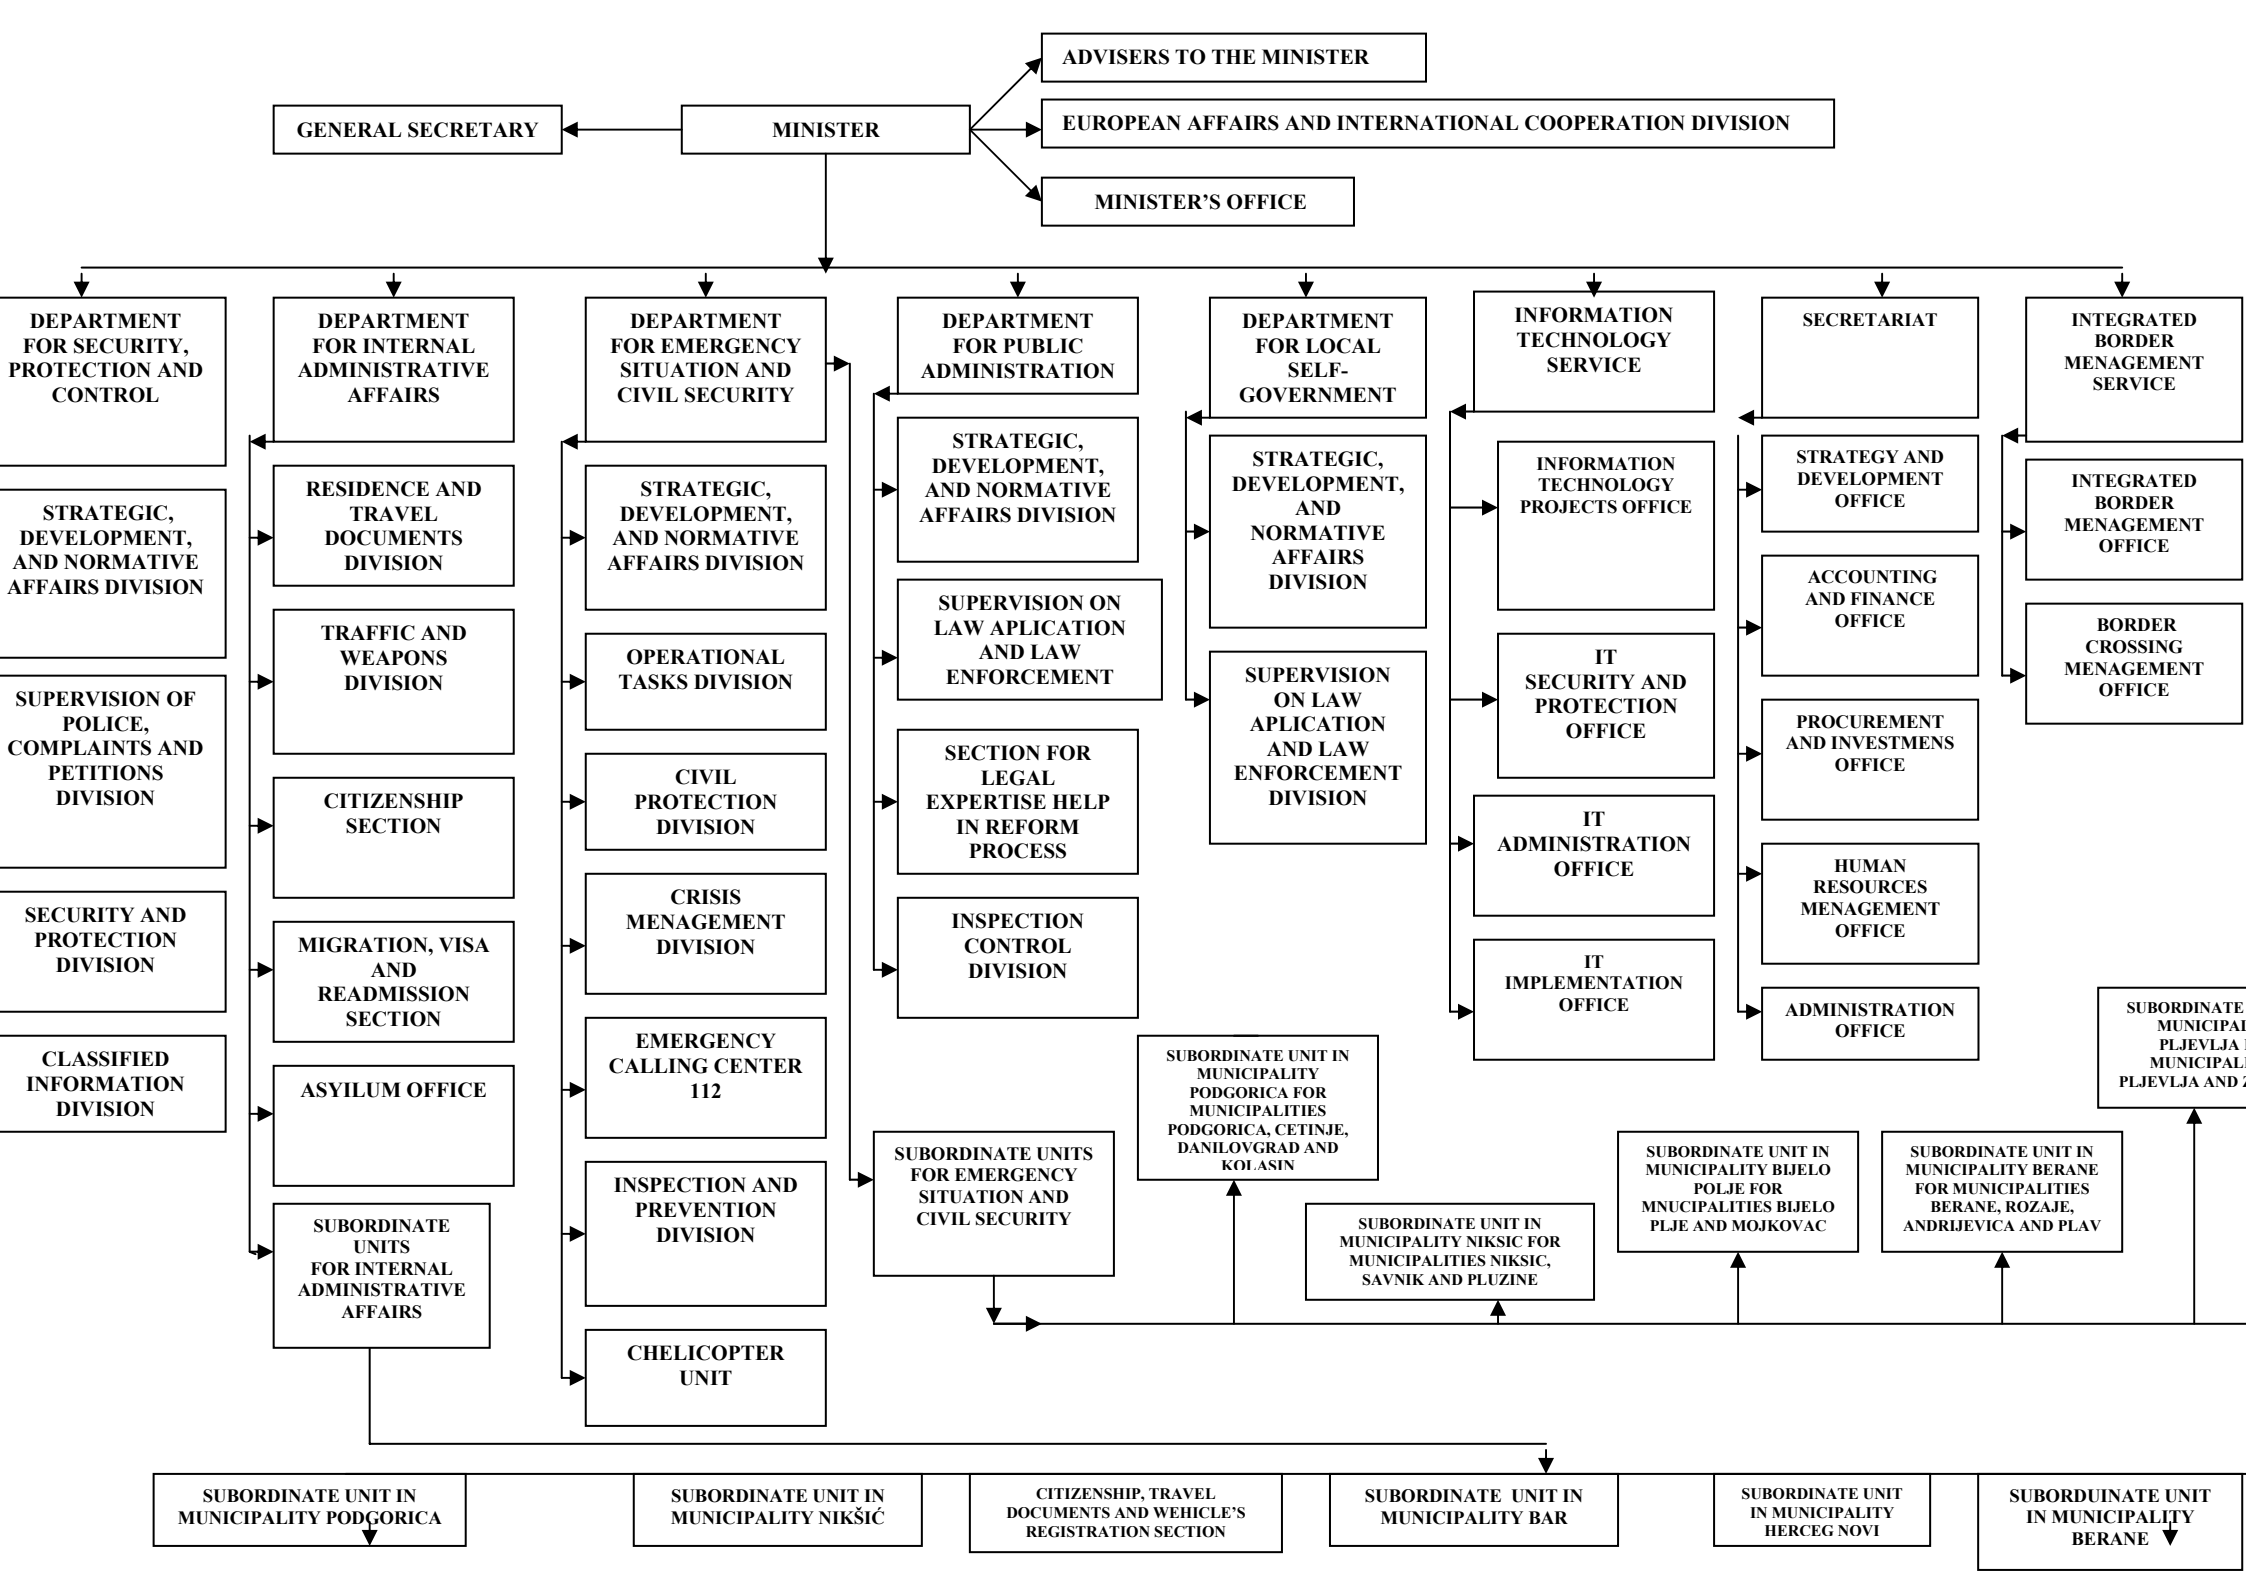 ADVISERS TO THE MINISTER
GENERAL SECRETARY
MINISTER
EUROPEAN AFFAIRS AND INTERNATIONAL COOPERATION DIVISION
MINISTER’S OFFICE
DEPARTMENT
FOR SECURITY,
PROTECTION AND
CONTROL
STRATEGIC,
DEVELOPMENT,
AND NORMATIVE
AFFAIRS DIVISION
SUPERVISION OF
POLICE,
COMPLAINTS AND
PETITIONS
DIVISION
SECURITY AND
PROTECTION
DIVISION
CLASSIFIED
INFORMATION
DIVISION
DEPARTMENT
FOR INTERNAL
ADMINISTRATIVE
AFFAIRS
RESIDENCE AND
TRAVEL
DOCUMENTS
DIVISION
TRAFFIC AND
WEAPONS
DIVISION
CITIZENSHIP
SECTION
MIGRATION, VISA
AND
READMISSION
SECTION
ASYILUM OFFICE
SUBORDINATE
UNITS
FOR INTERNAL
ADMINISTRATIVE
AFFAIRS
DEPARTMENT
FOR EMERGENCY
SITUATION AND
CIVIL SECURITY
STRATEGIC,
DEVELOPMENT,
AND NORMATIVE
AFFAIRS DIVISION
OPERATIONAL
TASKS DIVISION
CIVIL
PROTECTION
DIVISION
CRISIS
MENAGEMENT
DIVISION
EMERGENCY
CALLING CENTER
112
INSPECTION AND
PREVENTION
DIVISION
CHELICOPTER
UNIT
DEPARTMENT
FOR PUBLIC
ADMINISTRATION
STRATEGIC,
DEVELOPMENT,
AND NORMATIVE
AFFAIRS DIVISION
SUPERVISION ON
LAW APLICATION
AND LAW
ENFORCEMENT
SECTION FOR
LEGAL
EXPERTISE HELP
IN REFORM
PROCESS
INSPECTION
CONTROL
DIVISION
SUBORDINATE UNITS
FOR EMERGENCY
SITUATION AND
CIVIL SECURITY
DEPARTMENT
FOR LOCAL
SELF-
GOVERNMENT
STRATEGIC,
DEVELOPMENT,
AND
NORMATIVE
AFFAIRS
DIVISION
SUPERVISION
ON LAW
APLICATION
AND LAW
ENFORCEMENT
DIVISION
INFORMATION
TECHNOLOGY
SERVICE
INFORMATION
TECHNOLOGY
PROJECTS OFFICE
IT
SECURITY AND
PROTECTION
OFFICE
IT
ADMINISTRATION
OFFICE
IT
IMPLEMENTATION
OFFICE
SECRETARIAT
STRATEGY AND
DEVELOPMENT
OFFICE
ACCOUNTING
AND FINANCE
OFFICE
PROCUREMENT
AND INVESTMENS
OFFICE
HUMAN
RESOURCES
MENAGEMENT
OFFICE
ADMINISTRATION
OFFICE
INTEGRATED
BORDER
MENAGEMENT
SERVICE
INTEGRATED
BORDER
MENAGEMENT
OFFICE
BORDER
CROSSING
MENAGEMENT
OFFICE
SUBORDINATE UNIT IN
MUNICIPALITY
PODGORICA FOR
MUNICIPALITIES
PODGORICA, CETINJE,
DANILOVGRAD AND
KOLASIN
SUBORDINATE UNIT IN
MUNICIPALITY NIKSIC FOR
MUNICIPALITIES NIKSIC,
SAVNIK AND PLUZINE
SUBORDINATE UNIT IN
MUNICIPALITY BIJELO
POLJE FOR
MNUCIPALITIES BIJELO
PLJE AND MOJKOVAC
SUBORDINATE UNIT IN
MUNICIPALITY BERANE
FOR MUNICIPALITIES
BERANE, ROZAJE,
ANDRIJEVICA AND PLAV
SUBORDINATE
PLJEVLJA
PLJEVLJA AND
SUBORDINATE UNIT IN
MUNICIPALITY PODGORICA
SUBORDINATE UNIT IN
MUNICIPALITY NIKŠIĆ
CITIZENSHIP, TRAVEL
DOCUMENTS AND WEHICLE’S
REGISTRATION SECTION
SUBORDINATE UNIT IN
MUNICIPALITY BAR
SUBORDINATE UNIT
IN MUNICIPALITY
HERCEG NOVI
SUBORDUINATE UNIT
IN MUNICIPALITY
BERANE